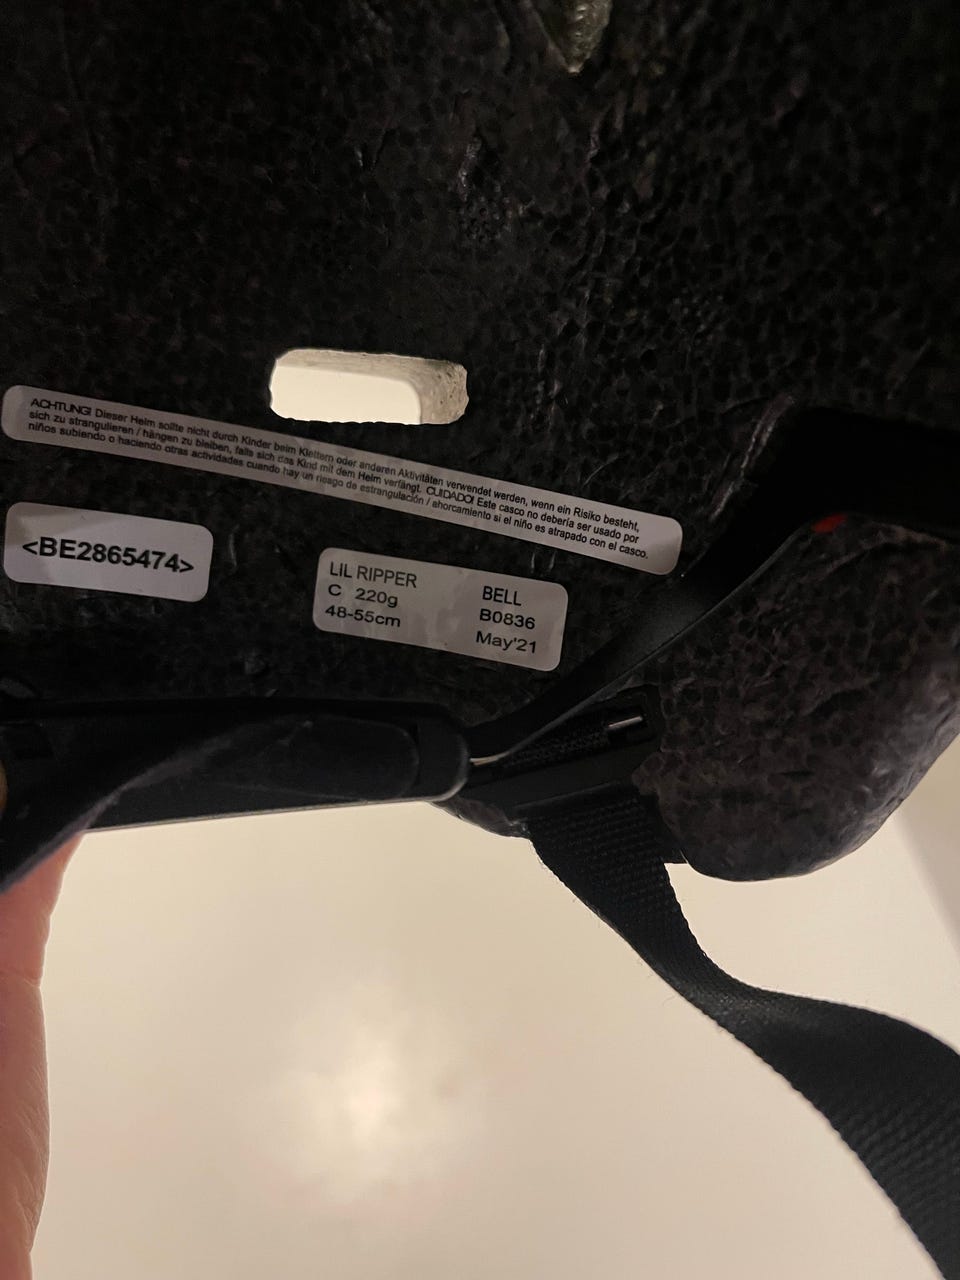 ACHTUNG! Dieser Helm sollte nicht durch Kinder beim Klettern oder anderen Aktivitäten verwendet werden, wenn ein Risiko besteht,
sich zu strangulieren / hängen zu bleiben, falls sich das Kind mit dem Helm verfängt. CUIDADO! Este casco no debería ser usado por
niños subiendo o haciendo otras actividades cuando hay un riesgo de estrangulación / ahorcamiento si el niño es atrapado con el casco.
<BE2865474>
LIL RIPPER BELL
C 220g B0836
48-55cm May'21